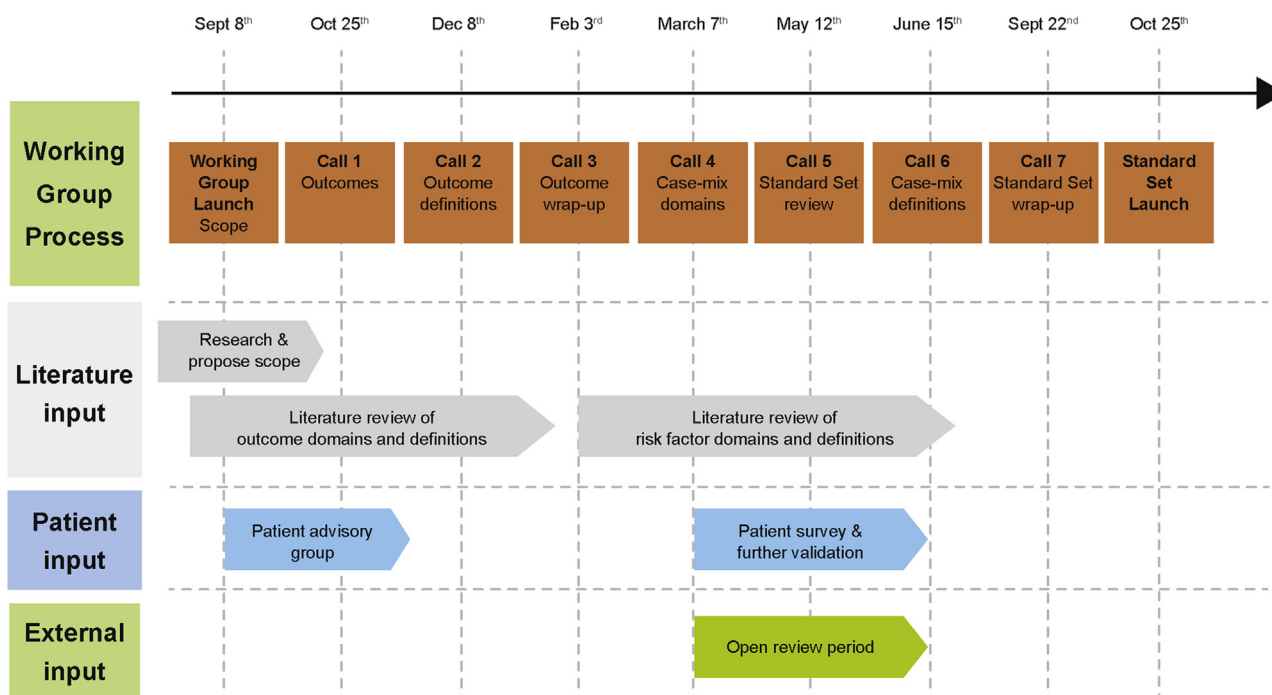 Sept 8th
Oct 25th
Dec 8th
Feb 3rd
March 7th
May 12th
June 15th
Sept 22nd
Oct 25th
Working
Group
Process
Working
Group
Launch
Scope
Call 1
Outcomes
Call 2
Outcome
definitions
Call 3
Outcome
wrap-up
Call 4
Case-mix
domains
Call 5
Standard Set
review
Call 6
Case-mix
definitions
Call 7
Standard Set
wrap-up
Standard
Set
Launch
Literature
input
Research &
propose scope
Literature review of
outcome domains and definitions
Literature review of
risk factor domains and definitions
Patient
input
Patient advisory
group
Patient survey &
further validation
External
input
Open review period